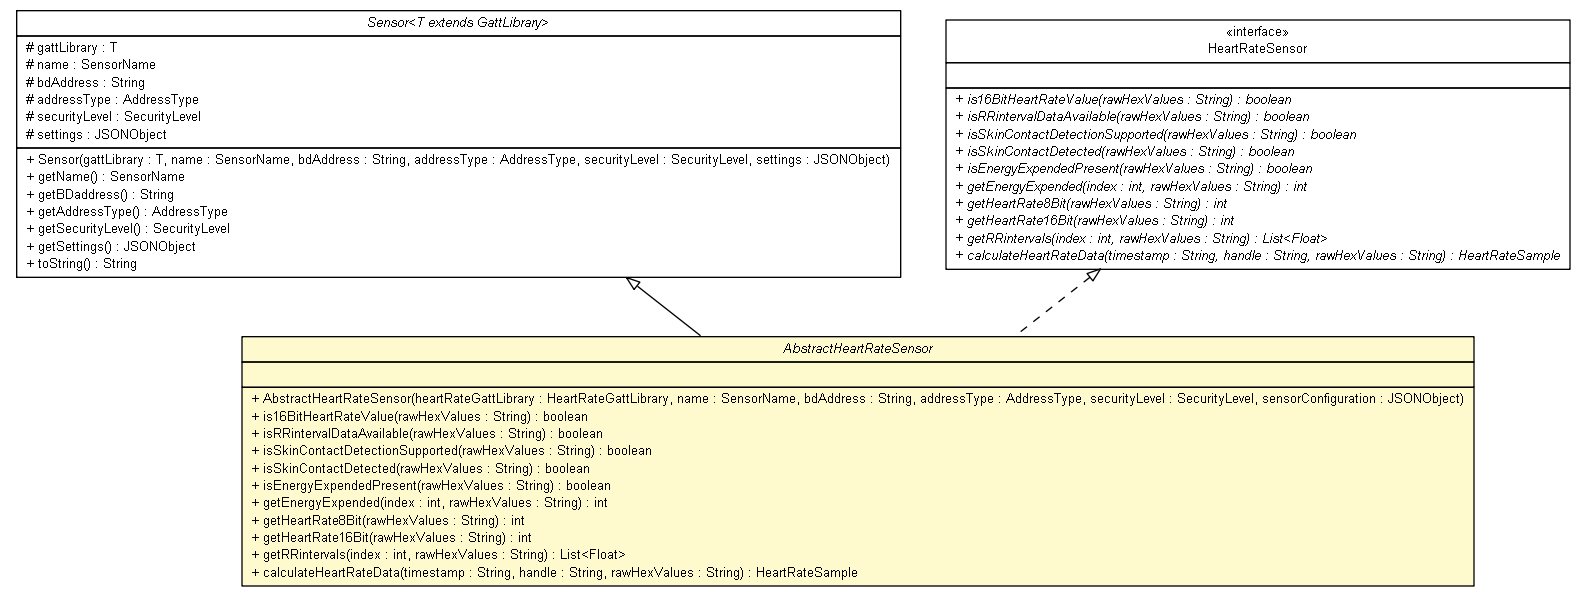 Sensor<T extends GattLibrary>
# gattLibrary : T
# name : SensorName
# bdAddress : String
# addressType : AddressType
# securityLevel : SecurityLevel
# settings : JSONObject
+ Sensor(gattLibrary : T, name : SensorName, bdAddress : String, addressType : AddressType, securityLevel : SecurityLevel, settings : JSONObject)
+ getName() : SensorName
+ getBDaddress() : String
+ getAddressType() : AddressType
+ getSecurityLevel() : SecurityLevel
+ getSettings() : JSONObject
+ toString() : String
«interface»
HeartRateSensor
+ is16BitHeartRateValue(rawHexValues : String) : boolean
+ isRRintervalDataAvailable(rawHexValues : String) : boolean
+ isSkinContactDetectionSupported(rawHexValues : String) : boolean
+ isSkinContactDetected(rawHexValues : String) : boolean
+ isEnergyExpendedPresent(rawHexValues : String) : boolean
+ getEnergyExpended(index : int, rawHexValues : String) : int
+ getHeartRate8Bit(rawHexValues : String) : int
+ getHeartRate16Bit(rawHexValues : String) : int
+ getRRintervals(index : int, rawHexValues : String) : List<Float>
+ calculateHeartRateData(timestamp : String, handle : String, rawHexValues : String) : HeartRateSample
AbstractHeartRateSensor
+ AbstractHeartRateSensor(heartRateGattLibrary : HeartRateGattLibrary, name : SensorName, bdAddress : String, addressType : AddressType, securityLevel : SecurityLevel, sensorConfiguration : JSONObject)
+ is16BitHeartRateValue(rawHexValues : String) : boolean
+ isRRintervalDataAvailable(rawHexValues : String) : boolean
+ isSkinContactDetectionSupported(rawHexValues : String) : boolean
+ isSkinContactDetected(rawHexValues : String) : boolean
+ isEnergyExpendedPresent(rawHexValues : String) : boolean
+ getEnergyExpended(index : int, rawHexValues : String) : int
+ getHeartRate8Bit(rawHexValues : String) : int
+ getHeartRate16Bit(rawHexValues : String) : int
+ getRRintervals(index : int, rawHexValues : String) : List<Float>
+ calculateHeartRateData(timestamp : String, handle : String, rawHexValues : String) : HeartRateSample